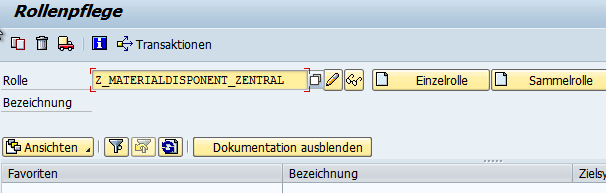 Rollenpflege
Transaktionen
Rolle Z_MATERIALDISPONENT_ZENTRAL Einzelrolle Sammelrolle
Bezeichnung
Ansichten Dokumentation ausblenden
Favoriten Bezeichnung Zielsy